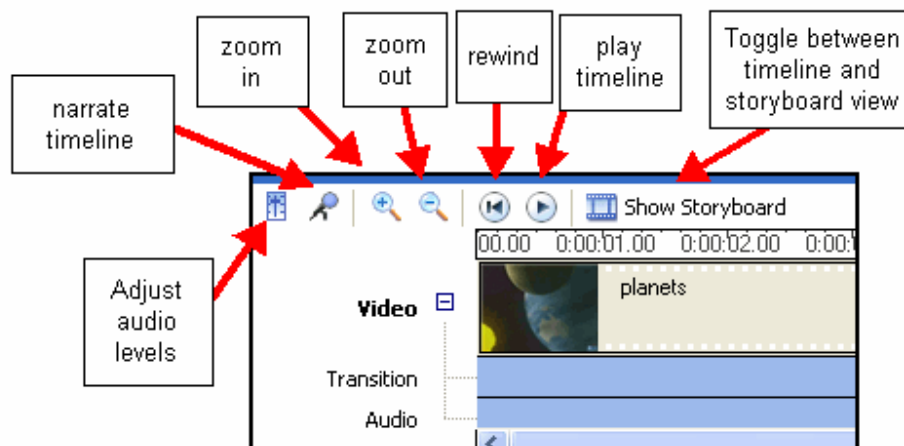 zoom
in
zoom
out
rewind
play
timeline
Toggle between
timeline and
storyboard view
narrate
timeline
Show Storyboard
00.00 0:00:01.00 0:00:02.00
Adjust
audio
levels
Video
planets
Transition
Audio